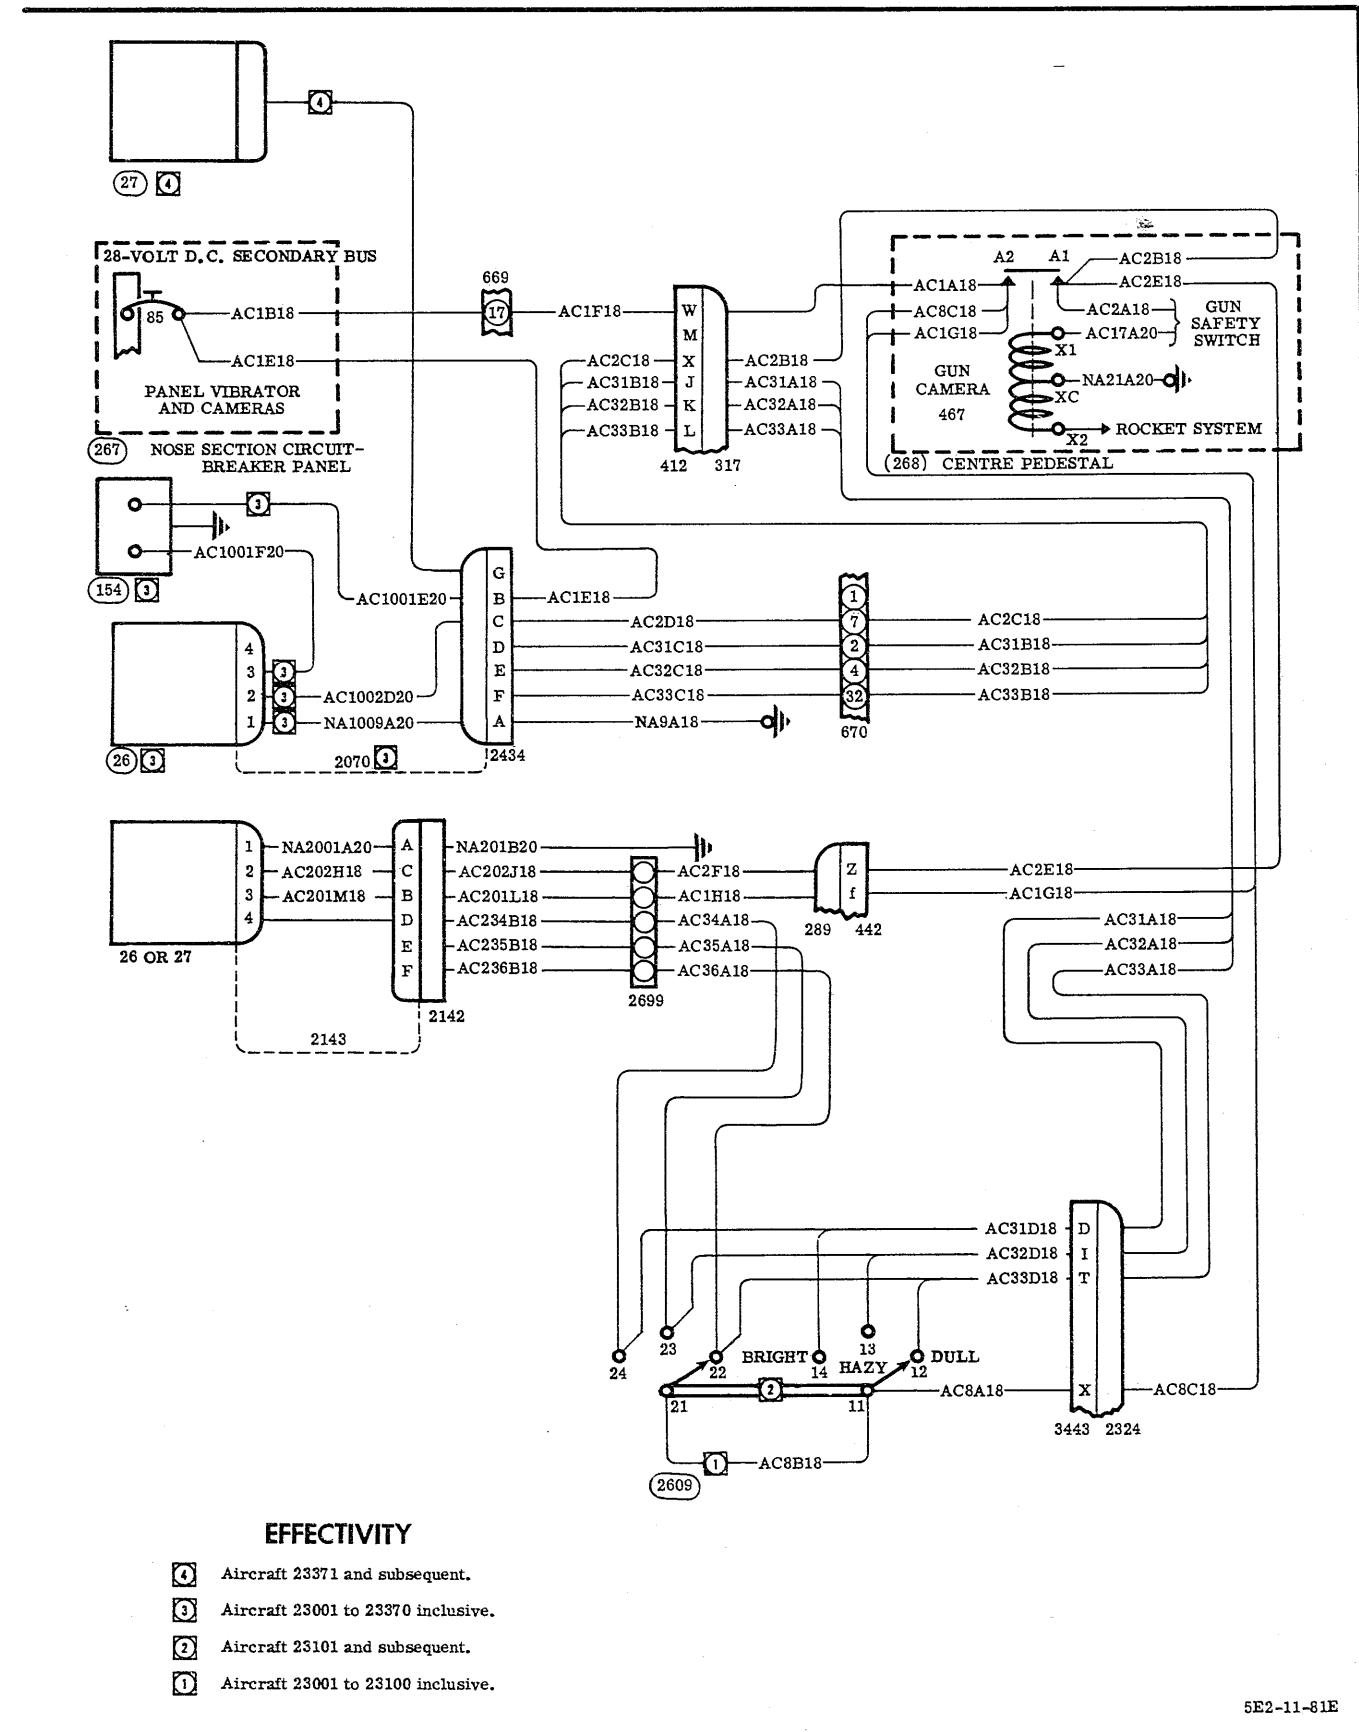 4
27 4
28-VOLT D.C. SECONDARY BUS
85
AC1B18
AC1E18
PANEL VIBRATOR
AND CAMERAS
267 NOSE SECTION CIRCUIT-
BREAKER PANEL
669
17
AC1F18
W
M
X
J
K
L
412 317
AC2C18
AC31B18
AC32B18
AC33B18
AC2B18
AC31A18
AC32A18
AC33A18
A2 A1
AC1A18
AC8C18
AC1G18
AC2B18
AC2E18
AC2A18
AC17A20
GUN
SAFETY
SWITCH
X1
NA21A20
XC
GUN
CAMERA
467
X2
ROCKET SYSTEM
(268) CENTRE PEDESTAL
3
AC1001F20
154 3
AC1001E20
4
3 3
2 3 AC1002D20
1 3 NA1009A20
26 3
2070 3
G
B
C
D
E
F
A
2434
AC1E18
AC2D18
AC31C18
AC32C18
AC33C18
NA9A18
1
7
2
4
32
670
AC2C18
AC31B18
AC32B18
AC33B18
1 NA2001A20 A NA201B20
2 AC202H18 C AC202J18 AC2F18
3 AC201M18 B AC201L18 AC1H18
4 D AC234B18 AC34A18
E AC235B18 AC35A18
F AC236B18 AC36A18
26 OR 27
2142
2143
2699
Z
f
289 442
AC2E18
AC1G18
AC31A18
AC32A18
AC33A18
AC31D18 D
AC32D18 I
AC33D18 T
24
23
22
BRIGHT
14
13
HAZY
12
DULL
21
2
11
AC8A18
X
AC8C18
3443 2324
1
AC8B18
2609
EFFECTIVITY
4 Aircraft 23371 and subsequent.
3 Aircraft 23001 to 23370 inclusive.
2 Aircraft 23101 and subsequent.
1 Aircraft 23001 to 23100 inclusive.
5E2-11-81E